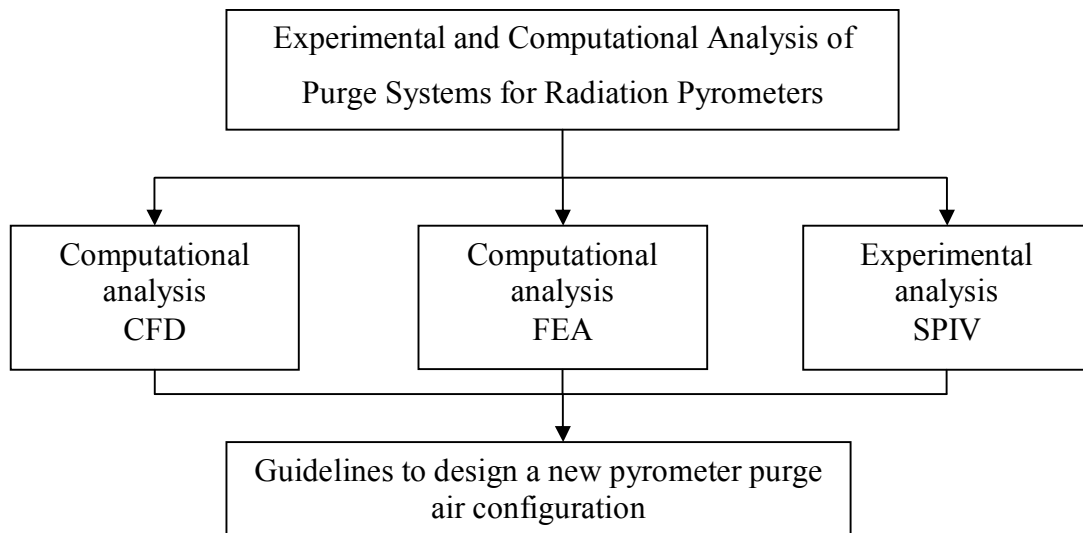 Experimental and Computational Analysis of
Purge Systems for Radiation Pyrometers
Computational
analysis
CFD
Computational
analysis
FEA
Experimental
analysis
SPIV
Guidelines to design a new pyrometer purge
air configuration